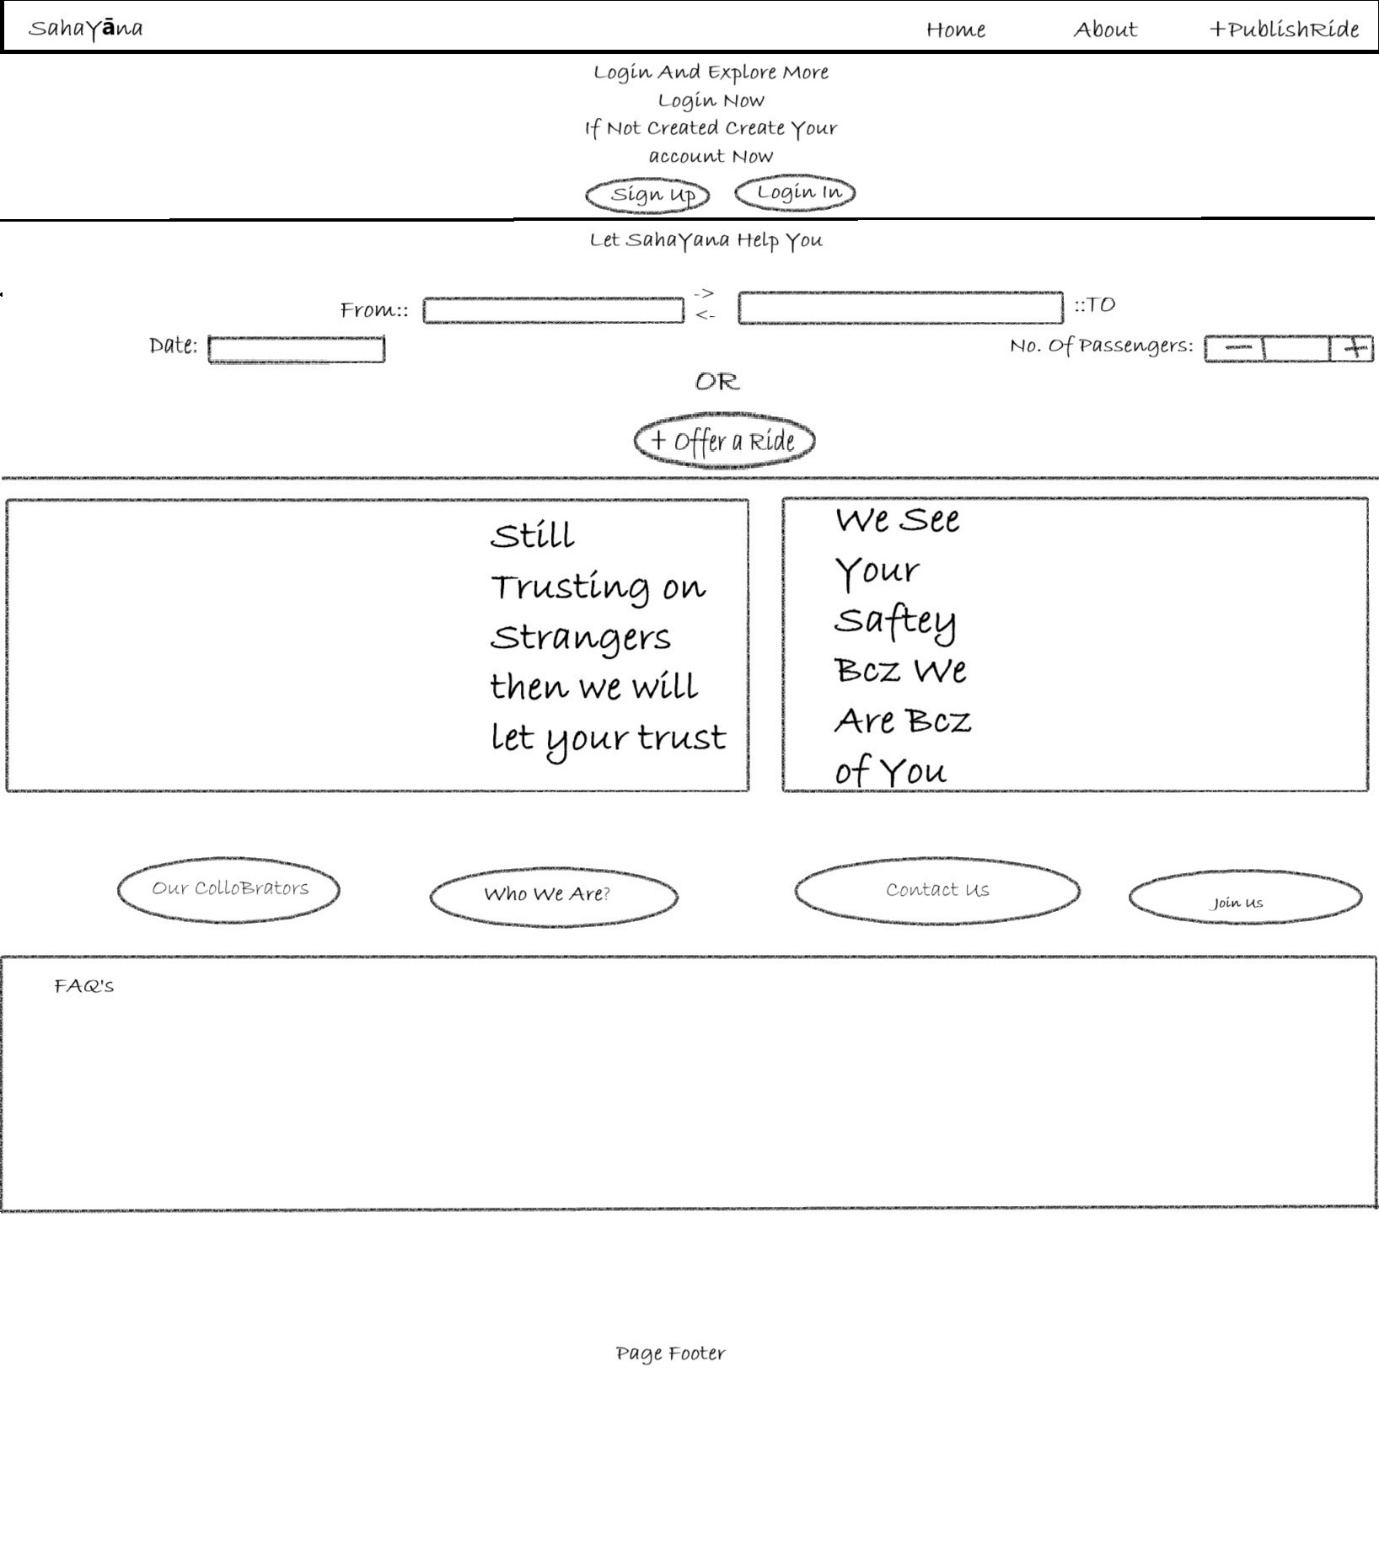 SahaYāna Home About +PublishRide
Login And Explore More
Login Now
If Not Created Create Your
account Now
Sign Up Login In
Let SahaYana Help You
->
From:: ::TO
<-
Date: No. Of Passengers: — +
OR
+ Offer a Ride
Still
Trusting on
Strangers
then we will
let your trust
We See
Your
Saftey
Bcz We
Are Bcz
of You
Our ColloBrators Who We Are? Contact Us Join us
FAQ's
Page Footer